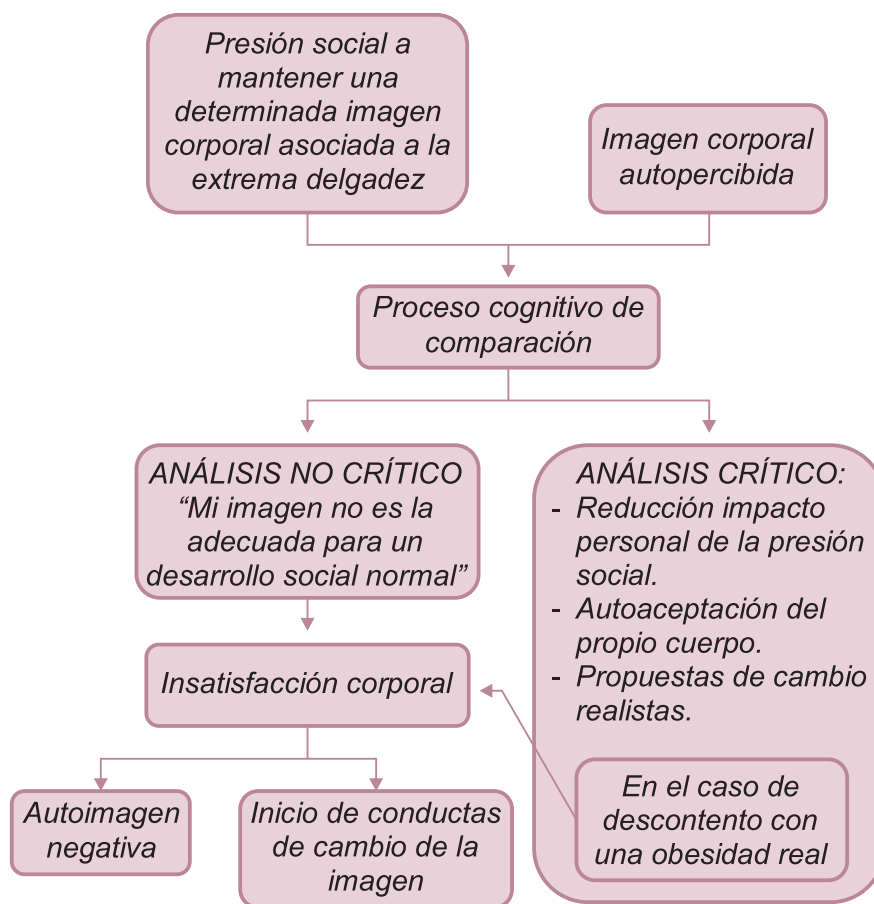 Presión social a
mantener una
determinada imagen
corporal asociada a la
extrema delgadez
Imagen corporal
autopercibida
Proceso cognitivo de
comparación
ANÁLISIS NO CRÍTICO
“Mi imagen no es la
adecuada para un
desarrollo social normal”
ANÁLISIS CRÍTICO:
- Reducción impacto
personal de la presión
social.
- Autoaceptación del
propio cuerpo.
- Propuestas de cambio
realistas.
Insatisfacción corporal
En el caso de
descontento con
una obesidad real
Autoimagen
negativa
Inicio de conductas
de cambio de la
imagen